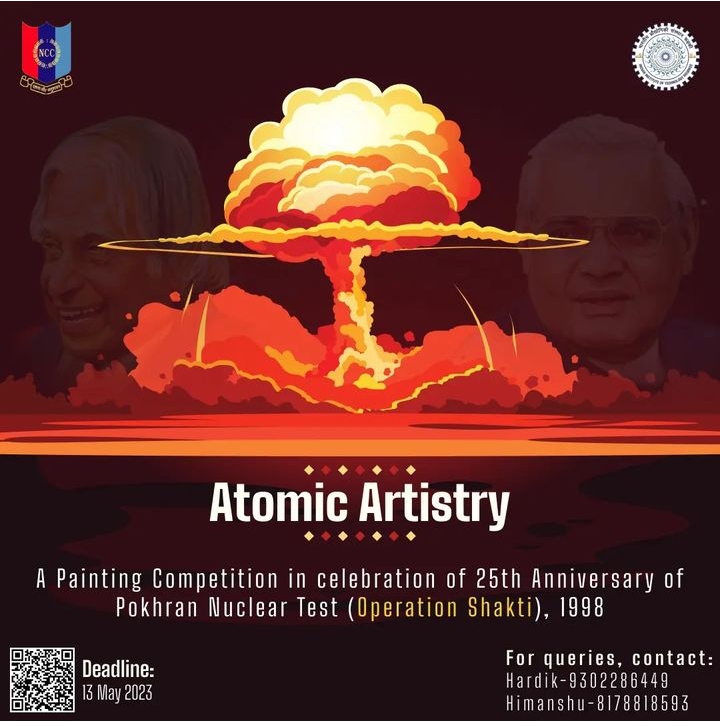 NCC
Atomic Artistry
A Painting Competition in celebration of 25th Anniversary of
Pokhran Nuclear Test (Operation Shakti), 1998
Deadline:
13 May 2023
For queries, contact:
Hardik-9302286449
Himanshu-8178818593